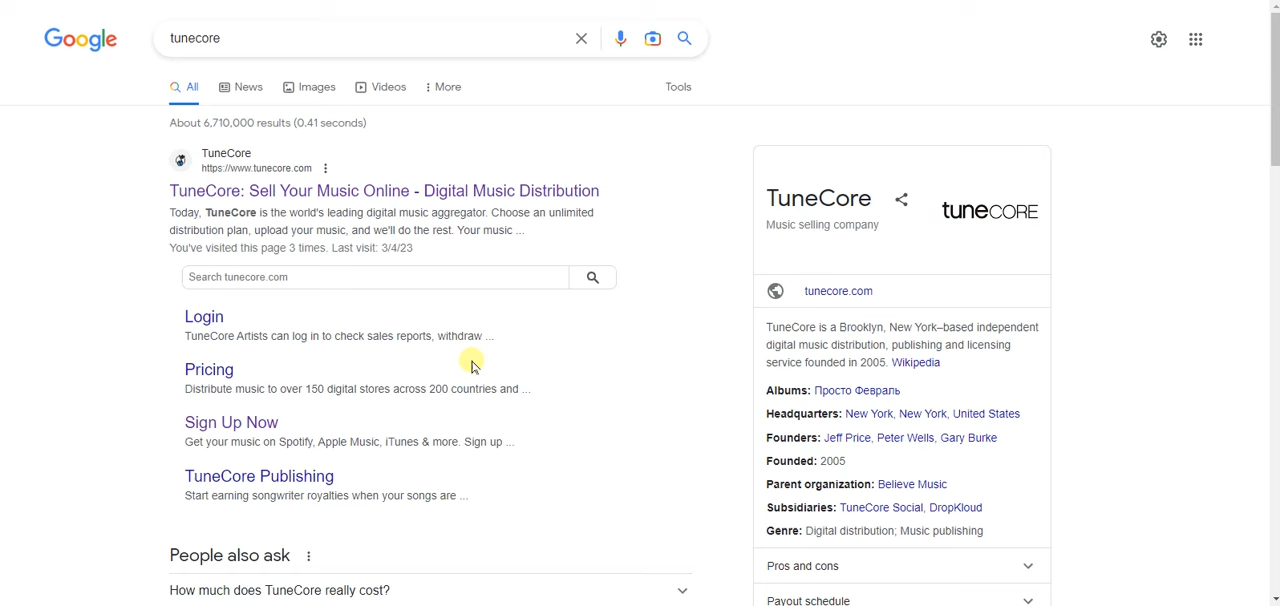 Google
tunecore
All
News
Images
Videos
More
Tools
About 6,710,000 results (0.41 seconds)
TuneCore
https://www.tunecore.com
TuneCore: Sell Your Music Online - Digital Music Distribution
Today, TuneCore is the world's leading digital music aggregator. Choose an unlimited
distribution plan, upload your music, and we'll do the rest. Your music ...
You've visited this page 3 times. Last visit: 3/4/23
Search tunecore.com
Login
TuneCore Artists can log in to check sales reports, withdraw ...
Pricing
Distribute music to over 150 digital stores across 200 countries and ...
Sign Up Now
Get your music on Spotify, Apple Music, iTunes & more. Sign up ...
TuneCore Publishing
Start earning songwriter royalties when your songs are ...
People also ask
How much does TuneCore really cost?
TuneCore
Music selling company
tuneCORE
tunecore.com
TuneCore is a Brooklyn, New York–based independent
digital music distribution, publishing and licensing
service founded in 2005. Wikipedia
Albums: Просто Февраль
Headquarters: New York, New York, United States
Founders: Jeff Price, Peter Wells, Gary Burke
Founded: 2005
Parent organization: Believe Music
Subsidiaries: TuneCore Social, DropKloud
Genre: Digital distribution; Music publishing
Pros and cons
Payout schedule